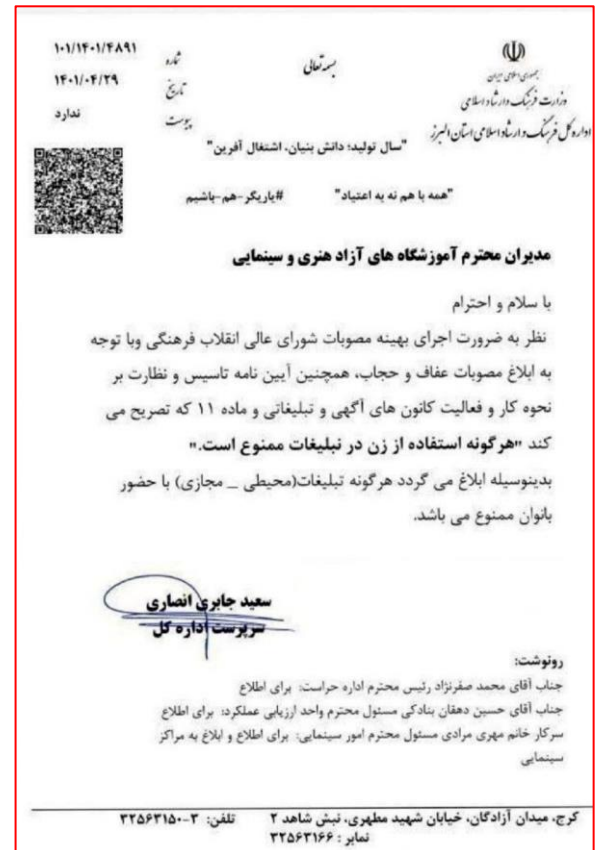 بسمه تعالی
جمهوری اسلامی ایران
وزارت فرهنگ و ارشاد اسلامی
اداره کل فرهنگ و ارشاد اسلامی استان البرز
شماره ۱۰۱/۱۴۰۱/۴۸۹۱
تاریخ ۱۴۰۱/۰۴/۲۹
پیوست ندارد
"سال تولید؛ دانش بنیان، اشتغال آفرین"
"همه با هم نه به اعتیاد" #یاریگر-هم-باشیم
مدیران محترم آموزشگاه های آزاد هنری و سینمایی
با سلام و احترام
نظر به ضرورت اجرای بهینه مصوبات شورای عالی انقلاب فرهنگی وبا توجه
به ابلاغ مصوبات عفاف و حجاب، همچنین آیین نامه تاسیس و نظارت بر
نحوه کار و فعالیت کانون های آگهی و تبلیغاتی و ماده ۱۱ که تصریح می
کند "هرگونه استفاده از زن در تبلیغات ممنوع است."
بدینوسیله ابلاغ می گردد هرگونه تبلیغات(محیطی _ مجازی) با حضور
بانوان ممنوع می باشد.
سعید جابری انصاری
سرپرست اداره کل
رونوشت:
جناب آقای محمد صفرنژاد رئیس محترم اداره حراست: برای اطلاع
جناب آقای حسین دهقان بنادکی مسئول محترم واحد ارزیابی عملکرد: برای اطلاع
سرکار خانم مهری مرادی مسئول محترم امور سینمایی: برای اطلاع و ابلاغ به مراکز
سینمایی
کرج، میدان آزادگان، خیابان شهید مطهری، نبش شاهد ۲ تلفن: ۳-۳۲۵۶۳۱۵۰
نمابر : ۳۲۵۶۳۱۶۶